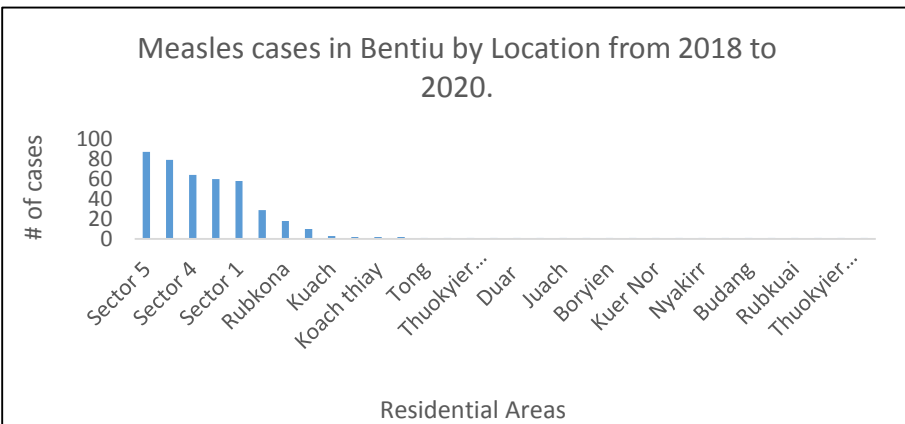 Measles cases in Bentiu by Location from 2018 to
2020.
# of cases
100
80
60
40
20
0
Sector 5
Sector 4
Sector 1
Rubkona
Kuach
Koach thiay
Tong
Thuokyier...
Duar
Juach
Boryien
Kuer Nor
Nyakirr
Budang
Rubkuai
Thuokyier...
Residential Areas